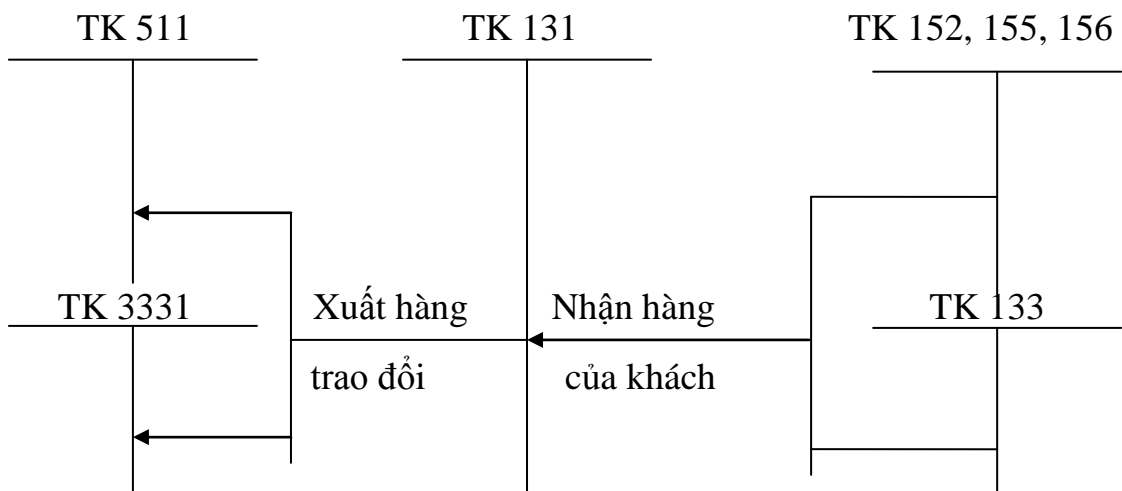 TK 511
TK 131
TK 152, 155, 156
TK 3331
Xuất hàng
trao đổi
Nhận hàng
của khách
TK 133